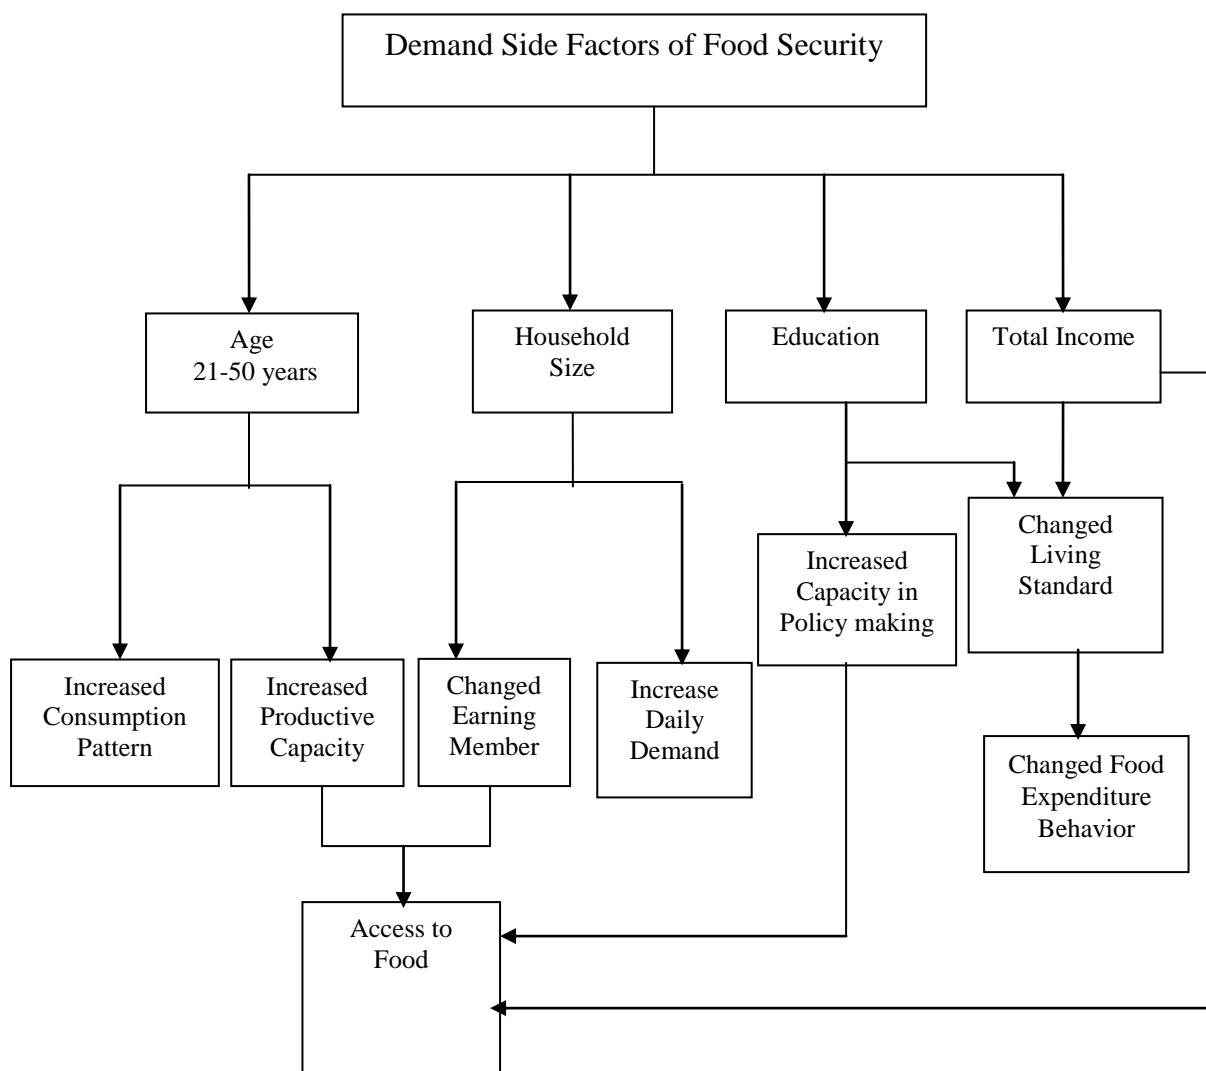 Demand Side Factors of Food Security
Age
21-50 years
Household
Size
Education
Total Income
Increased
Consumption
Pattern
Increased
Productive
Capacity
Changed
Earning
Member
Increase
Daily
Demand
Increased
Capacity in
Policy making
Changed
Living
Standard
Changed Food
Expenditure
Behavior
Access to
Food